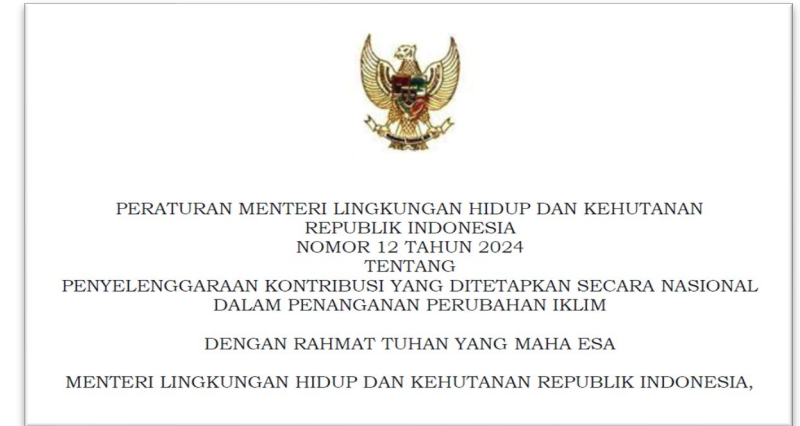 PERATURAN MENTERI LINGKUNGAN HIDUP DAN KEHUTANAN
REPUBLIK INDONESIA
NOMOR 12 TAHUN 2024
TENTANG
PENYELENGGARAAN KONTRIBUSI YANG DITETAPKAN SECARA NASIONAL
DALAM PENANGANAN PERUBAHAN IKLIM
DENGAN RAHMAT TUHAN YANG MAHA ESA
MENTERI LINGKUNGAN HIDUP DAN KEHUTANAN REPUBLIK INDONESIA,